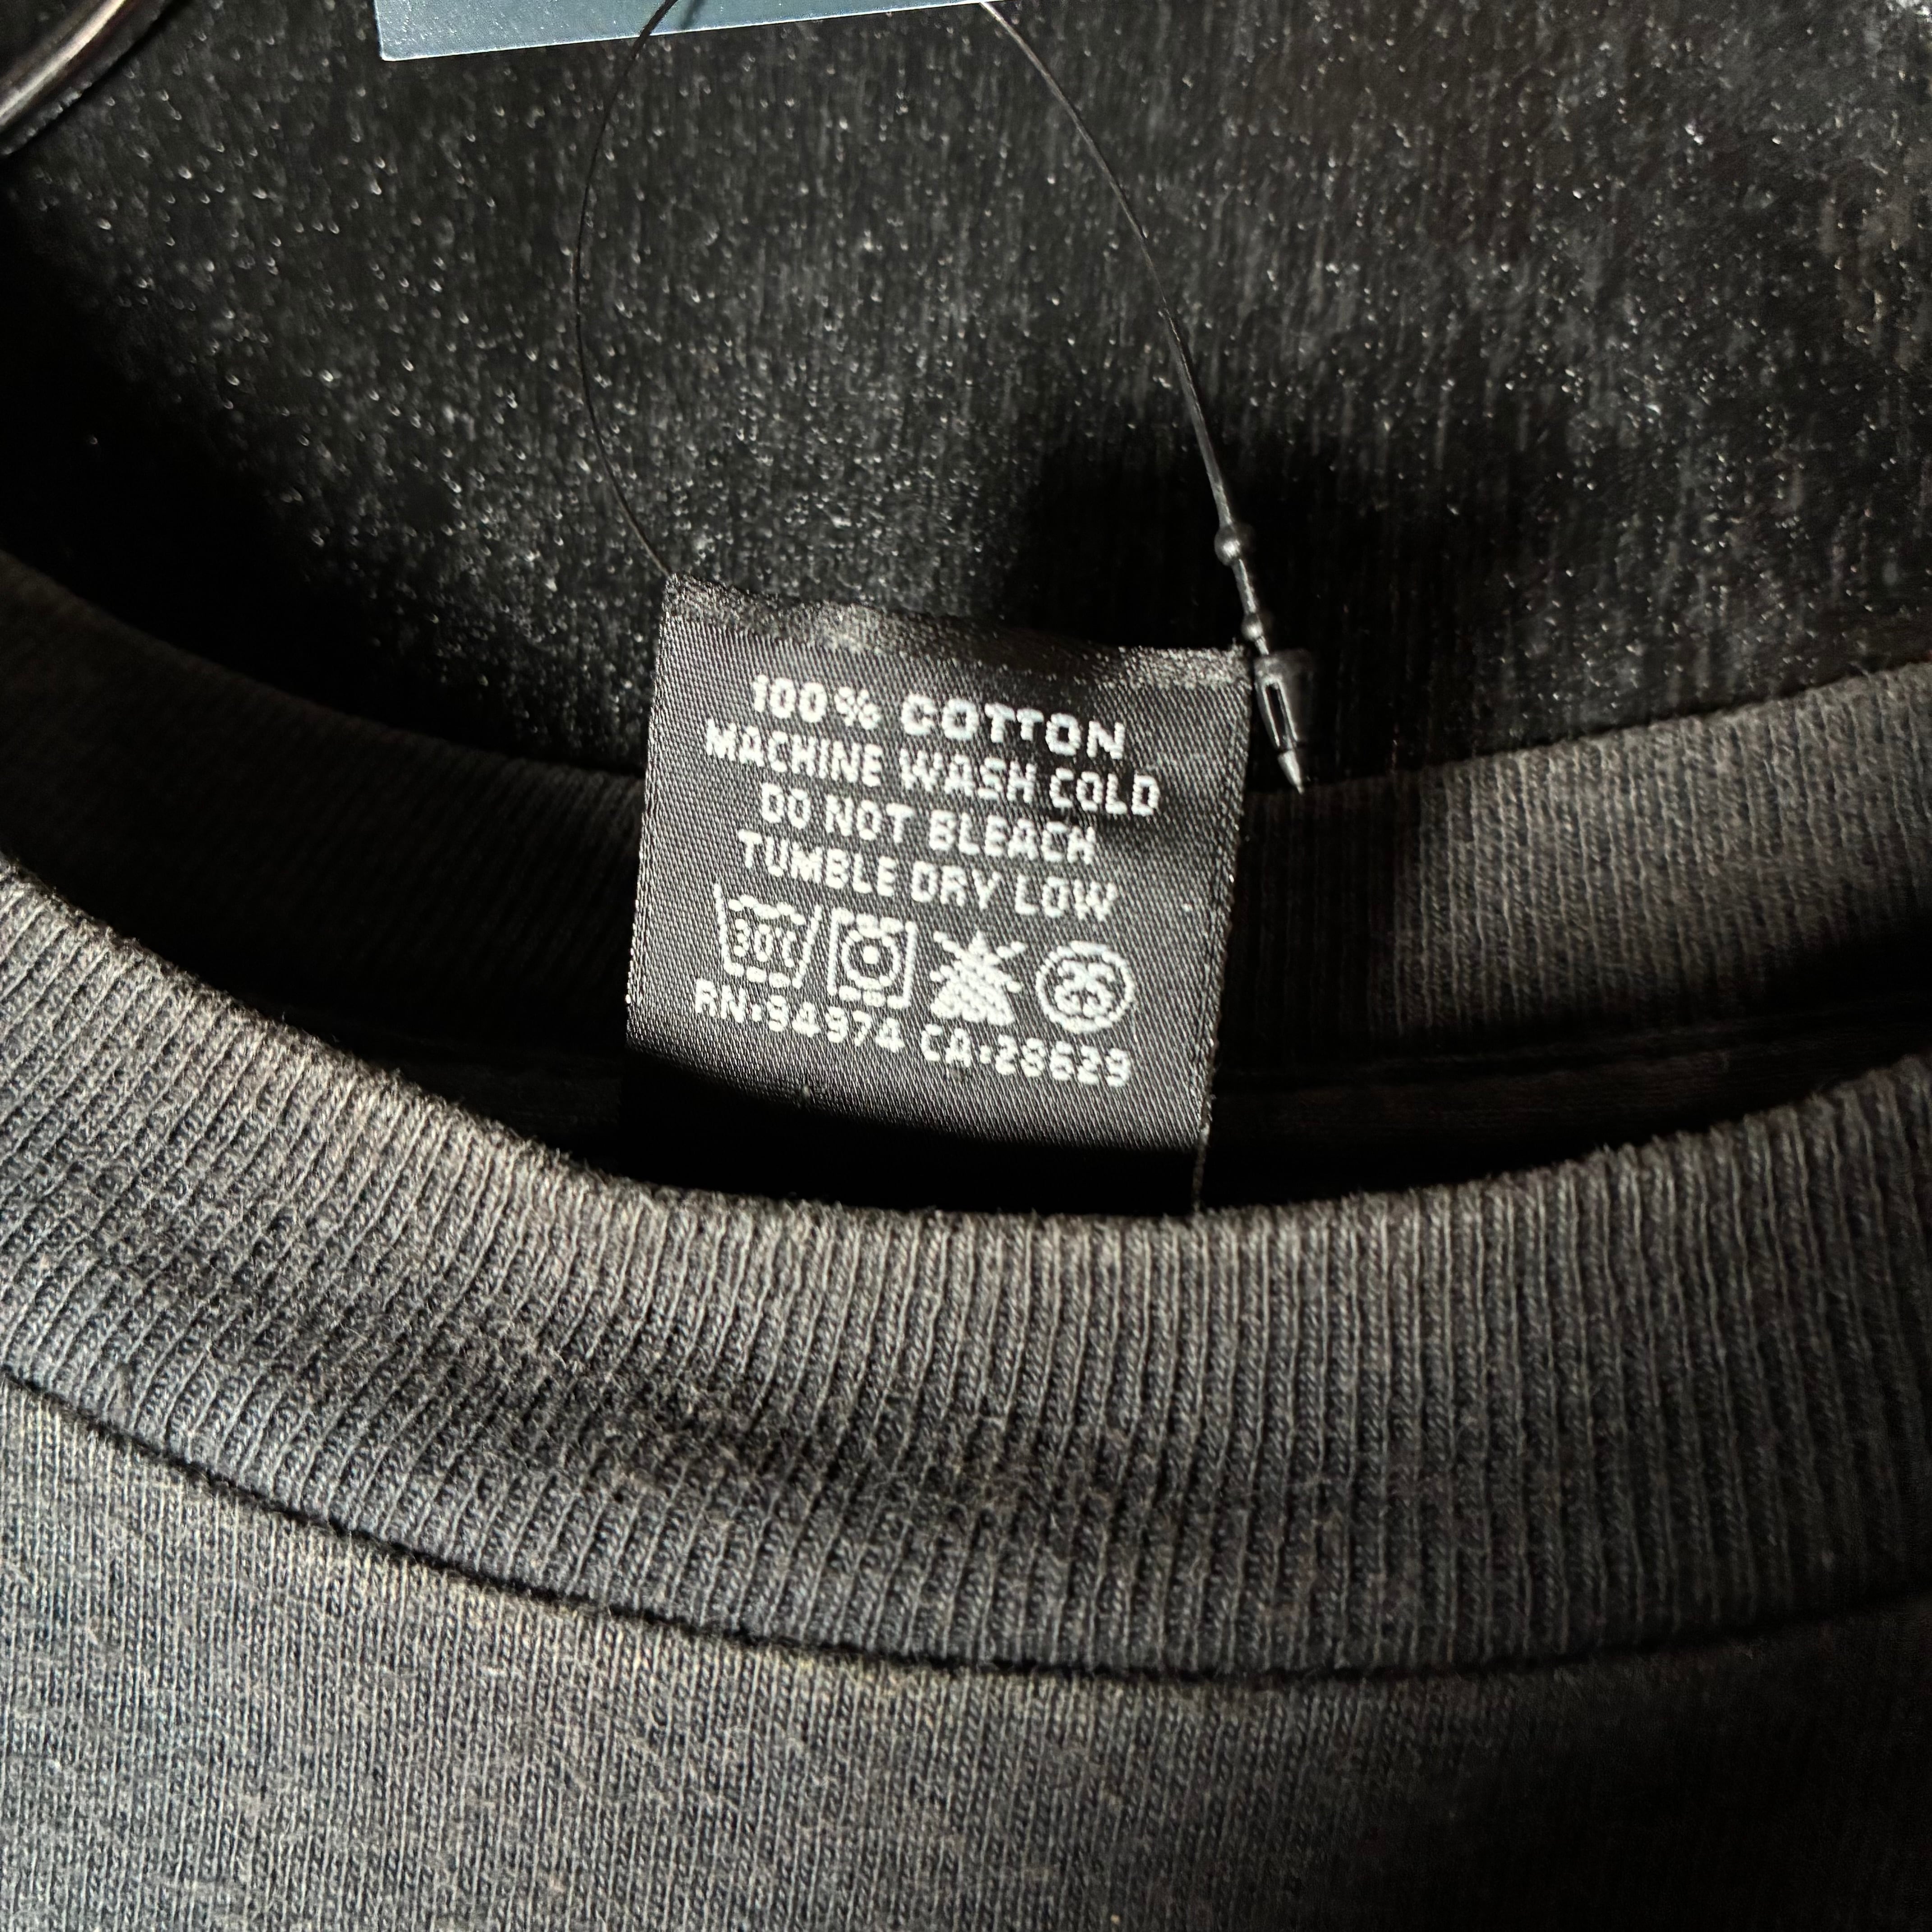 100% COTTON
MACHINE WASH COLD
DO NOT BLEACH
TUMBLE DRY LOW
30°C
RN:94974 CA:28629